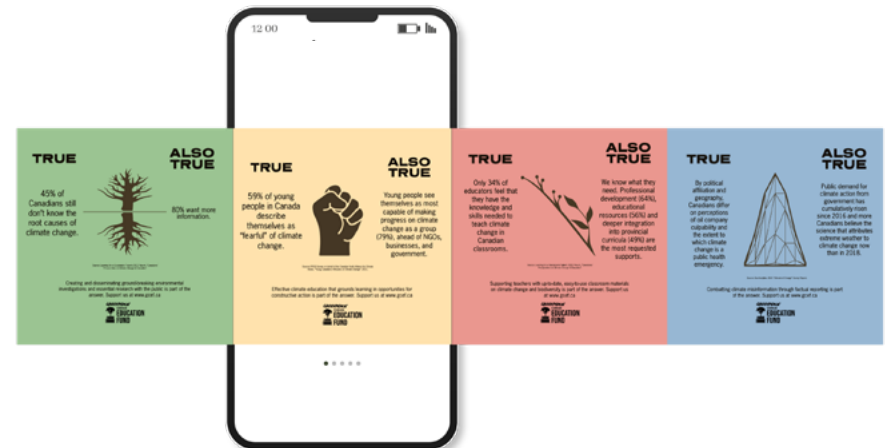 12 00
TRUE
ALSO
TRUE
45% of
Canadians still
don't know the
root causes of
climate change.
80% want more
information.
Creating and disseminating groundbreaking environmental
investigations and essential research with the public is part of the
answer. Support us at www.gcef.ca
GREENPEACE
EDUCATION
FUND
TRUE
ALSO
TRUE
59% of young
people in Canada
describe
themselves as
"fearful" of climate
change.
Young people see
themselves as most
capable of making
progress on climate
change as a group
(79%), ahead of NGOs,
businesses, and
government.
Effective climate education that grounds learning in opportunities for
constructive action is part of the answer. Support us at www.gcef.ca
GREENPEACE
EDUCATION
FUND
TRUE
ALSO
TRUE
Only 34% of
educators feel that
they have the
knowledge and
skills needed to
teach climate
change in
Canadian
classrooms.
We know what they
need. Professional
development (64%),
educational
resources (56%) and
deeper integration
into provincial
curricula (49%) are
the most requested
supports.
Supporting teachers with up-to-date, easy-to-use classroom materials
on climate change and biodiversity is part of the answer. Support us
at www.gcef.ca
GREENPEACE
EDUCATION
FUND
TRUE
ALSO
TRUE
By political
affiliation and
geography,
Canadians differ
on perceptions
of oil company
culpability and
the extent to
which climate
change is a
public health
emergency.
Public demand for
climate action from
government has
cumulatively risen
since 2016 and more
Canadians believe the
science that attributes
extreme weather to
climate change now
than in 2018.
Combatting climate misinformation through factual reporting is part
of the answer. Support us at www.gcef.ca
GREENPEACE
EDUCATION
FUND